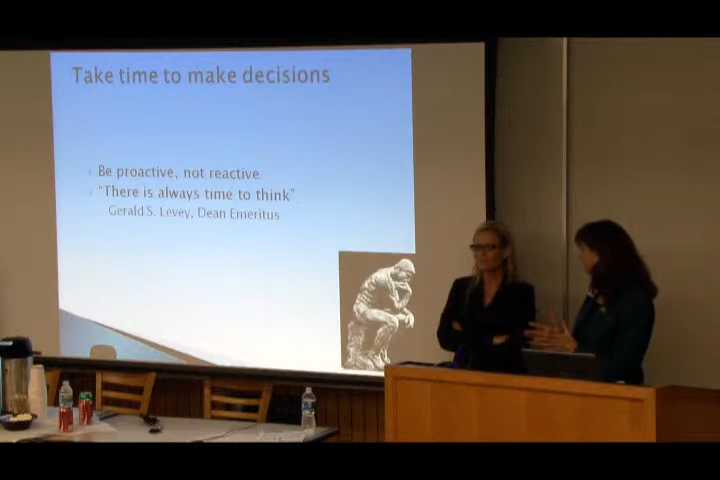 Take time to make decisions
Be proactive, not reactive.
“There is always time to think”
Gerald S. Levey, Dean Emeritus